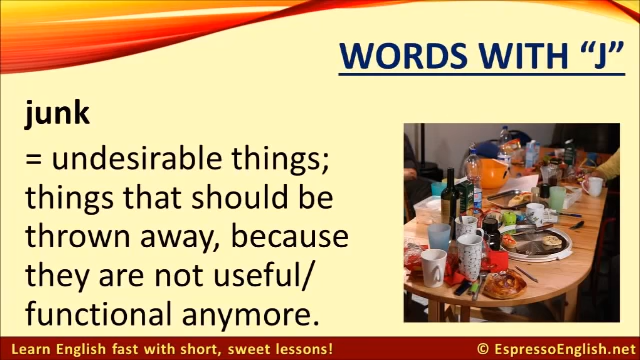 WORDS WITH “J”
junk
= undesirable things;
things that should be
thrown away, because
they are not useful/
functional anymore.
Learn English fast with short, sweet lessons!
© EspressoEnglish.net